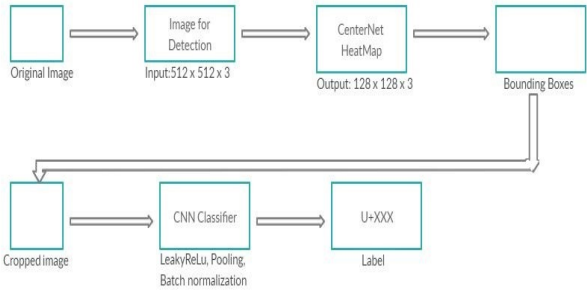 Image for
Detection
CenterNet
HeatMap
Original Image
Input:512 x 512 x 3
Output: 128 x 128 x 3
Bounding Boxes
CNN Classifier
U+XXX
Cropped image
LeakyReLu, Pooling,
Batch normalization
Label